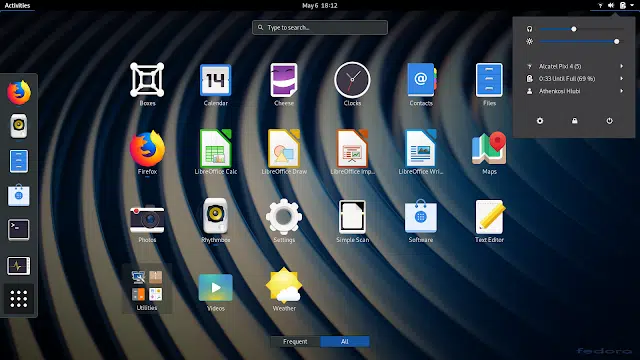 Activities
May 6 18:12
Type to search...
Alcatel Pixi 4 (5)
0:33 Until Full (69 %)
Athenkosi Hlubi
14
Boxes
Calendar
Cheese
Clocks
Contacts
Files
Firefox
LibreOffice Calc
LibreOffice Draw
LibreOffice Imp...
LibreOffice Wri...
Maps
Photos
Rhythmbox
Settings
Simple Scan
Software
Text Editor
Utilities
Videos
Weather
Frequent
All
fedora